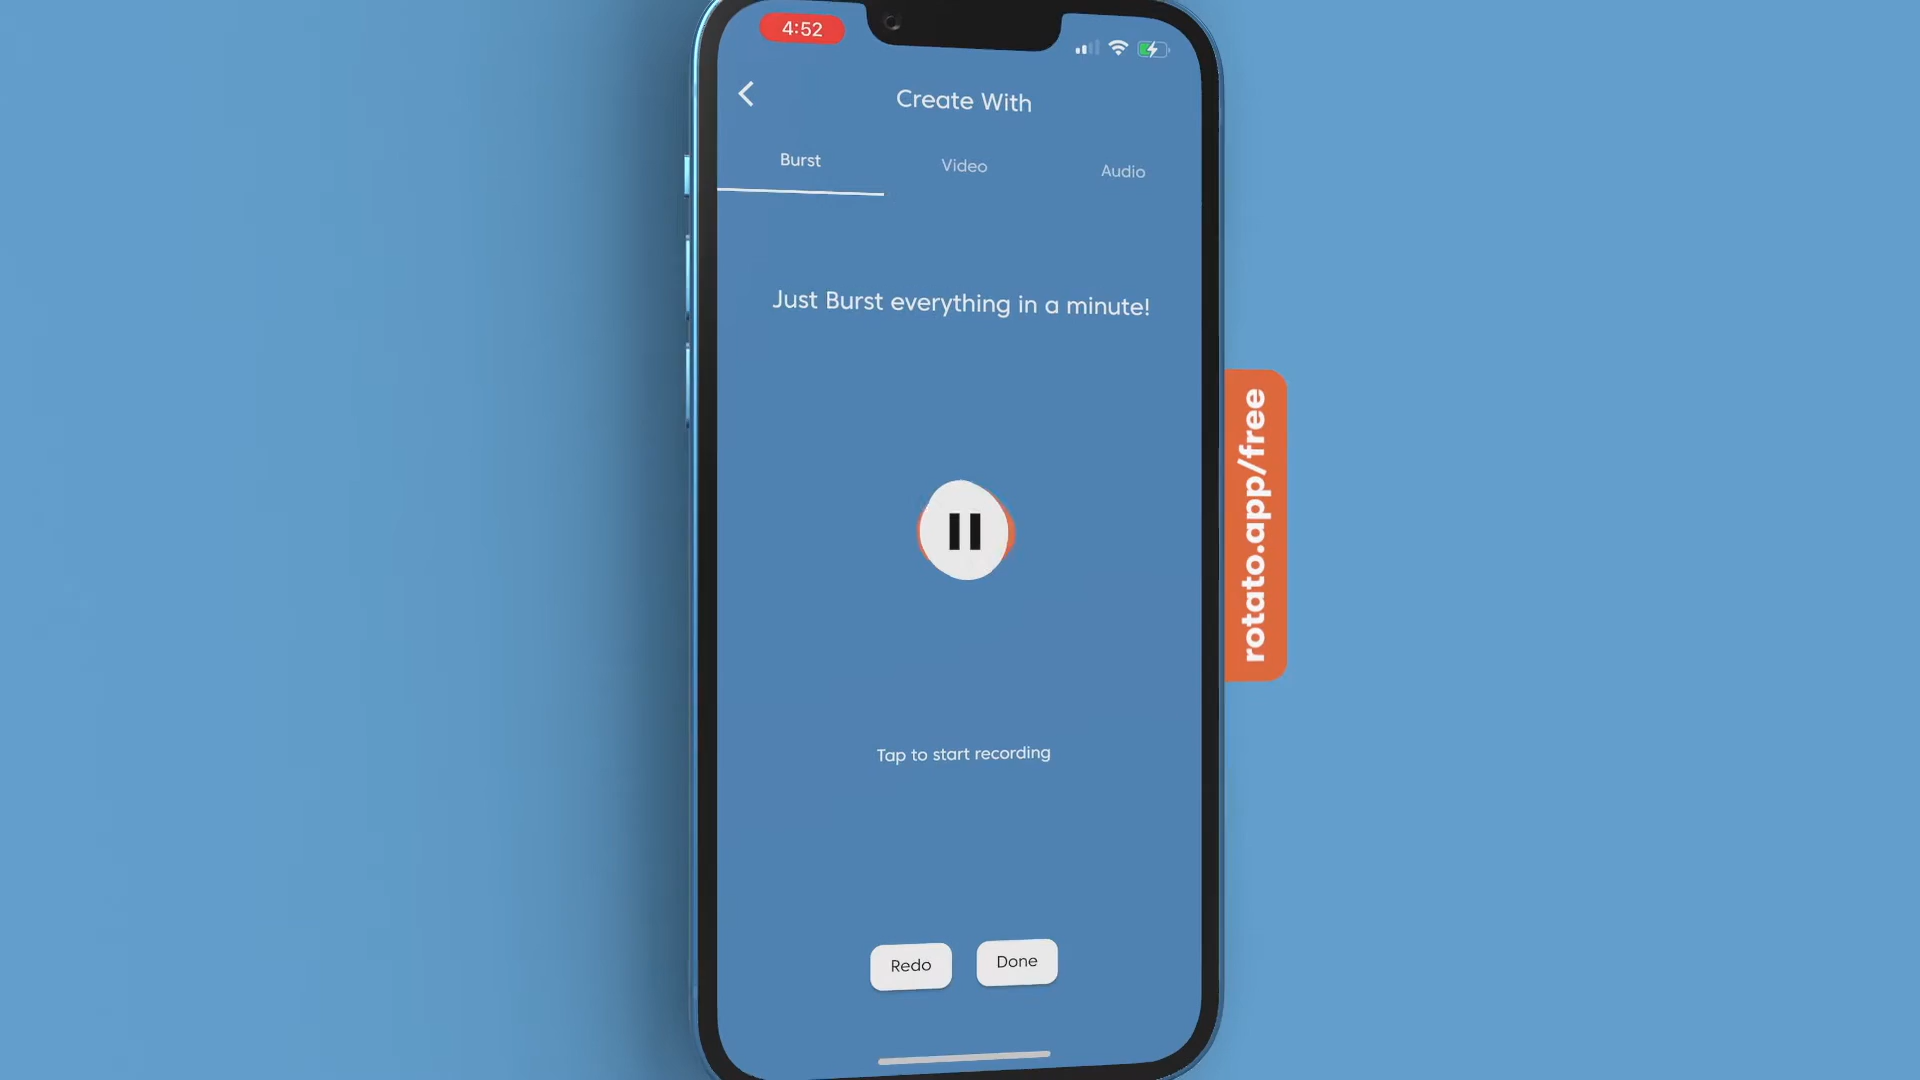 4:52
Create With
Burst
Video
Audio
Just Burst everything in a minute!
rotato.app/free
Tap to start recording
Redo
Done